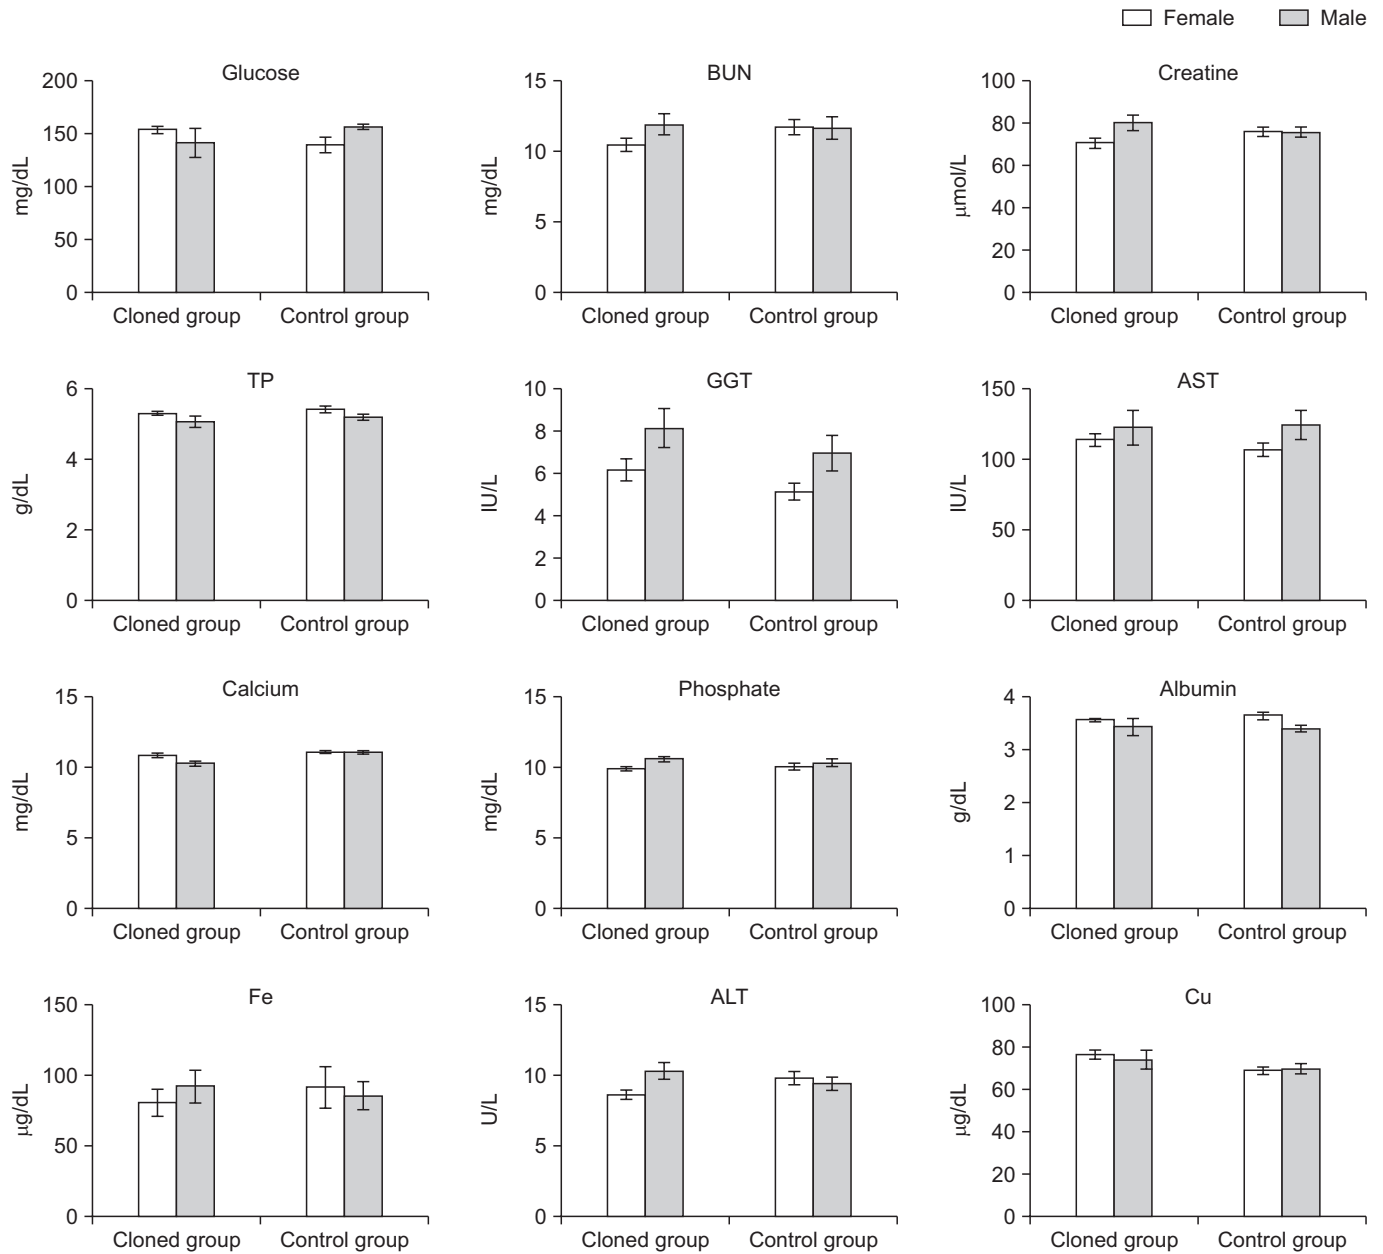 Female Male
Glucose
200
150
100
50
0
mg/dL
Cloned group Control group
BUN
15
10
5
0
mg/dL
Cloned group Control group
Creatine
100
80
60
40
20
0
μmol/L
Cloned group Control group
TP
6
4
2
0
g/dL
Cloned group Control group
GGT
10
8
6
4
2
0
IU/L
Cloned group Control group
AST
150
100
50
0
IU/L
Cloned group Control group
Calcium
15
10
5
0
mg/dL
Cloned group Control group
Phosphate
15
10
5
0
mg/dL
Cloned group Control group
Albumin
4
3
2
1
0
g/dL
Cloned group Control group
Fe
150
100
50
0
μg/dL
Cloned group Control group
ALT
15
10
5
0
U/L
Cloned group Control group
Cu
100
80
60
40
20
0
μg/dL
Cloned group Control group